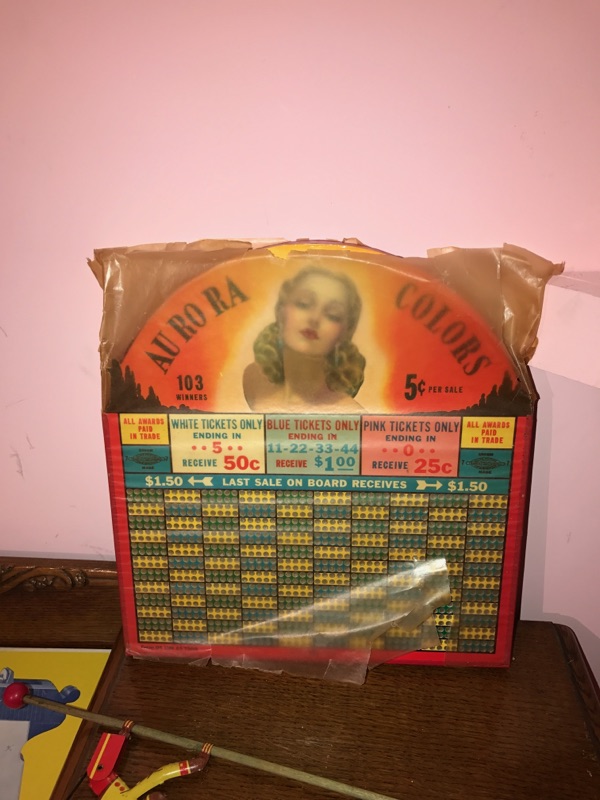 AURORA COLORS
103
WINNERS
5¢ PER SALE
ALL AWARDS
PAID
IN TRADE
WHITE TICKETS ONLY
ENDING IN
5
RECEIVE 50c
BLUE TICKETS ONLY
ENDING IN
11-22-33-44
RECEIVE $1.00
PINK TICKETS ONLY
ENDING IN
0
RECEIVE 25c
ALL AWARDS
PAID
IN TRADE
$1.50 LAST SALE ON BOARD RECEIVES $1.50